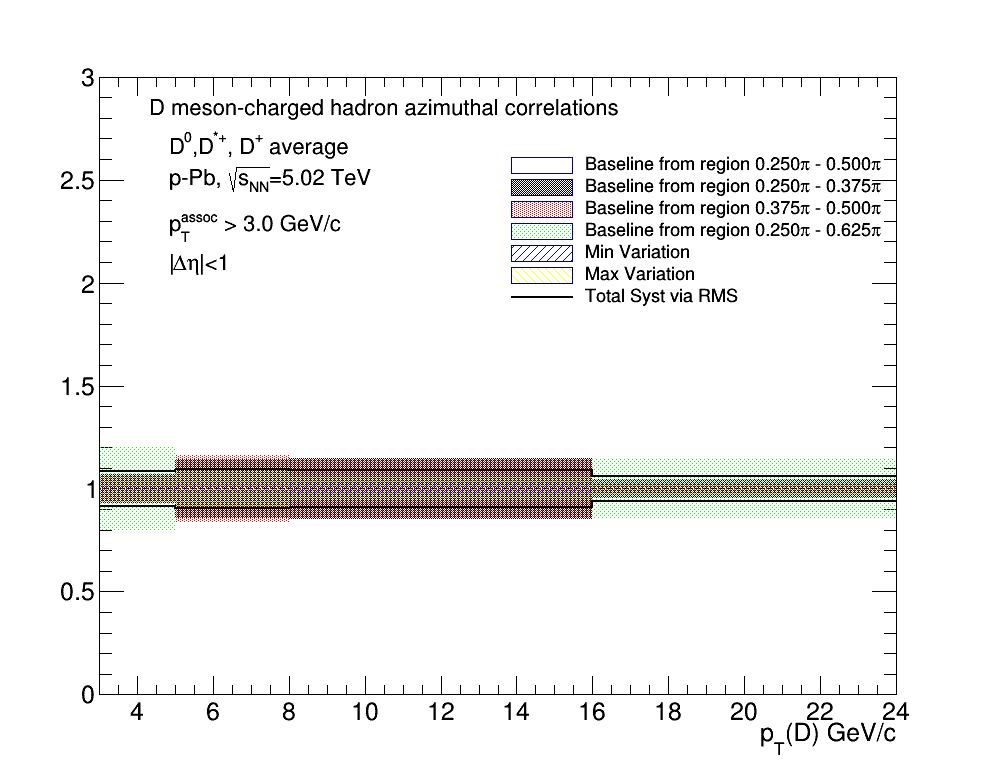 D meson-charged hadron azimuthal correlations
D⁰,D*⁺, D⁺ average
p-Pb, √sNN=5.02 TeV
pTassoc > 3.0 GeV/c
|Δη|<1
Baseline from region 0.250π - 0.500π
Baseline from region 0.250π - 0.375π
Baseline from region 0.375π - 0.500π
Baseline from region 0.250π - 0.625π
Min Variation
Max Variation
Total Syst via RMS
3
2.5
2
1.5
1
0.5
0
4 6 8 10 12 14 16 18 20 22 24
pT(D) GeV/c